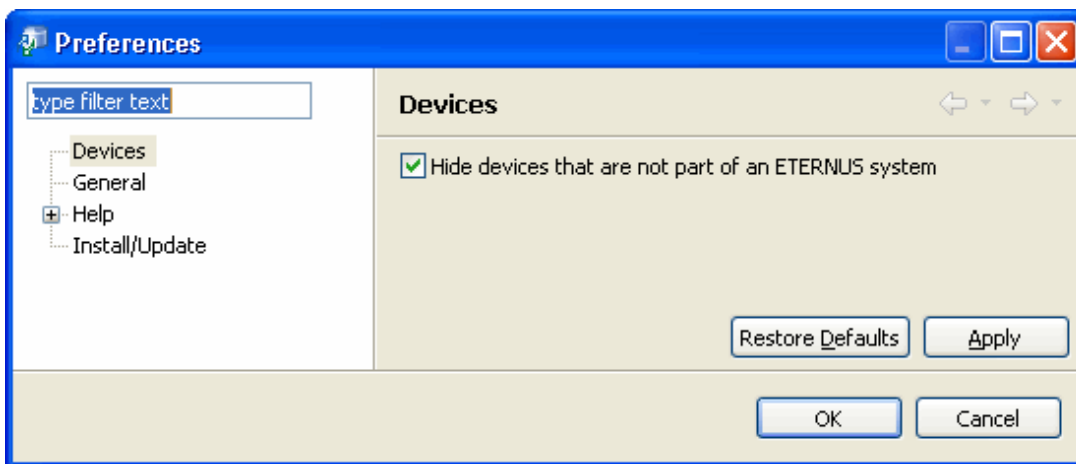 Preferences
type filter text
Devices
General
Help
Install/Update
Devices
Hide devices that are not part of an ETERNUS system
Restore Defaults
Apply
OK
Cancel